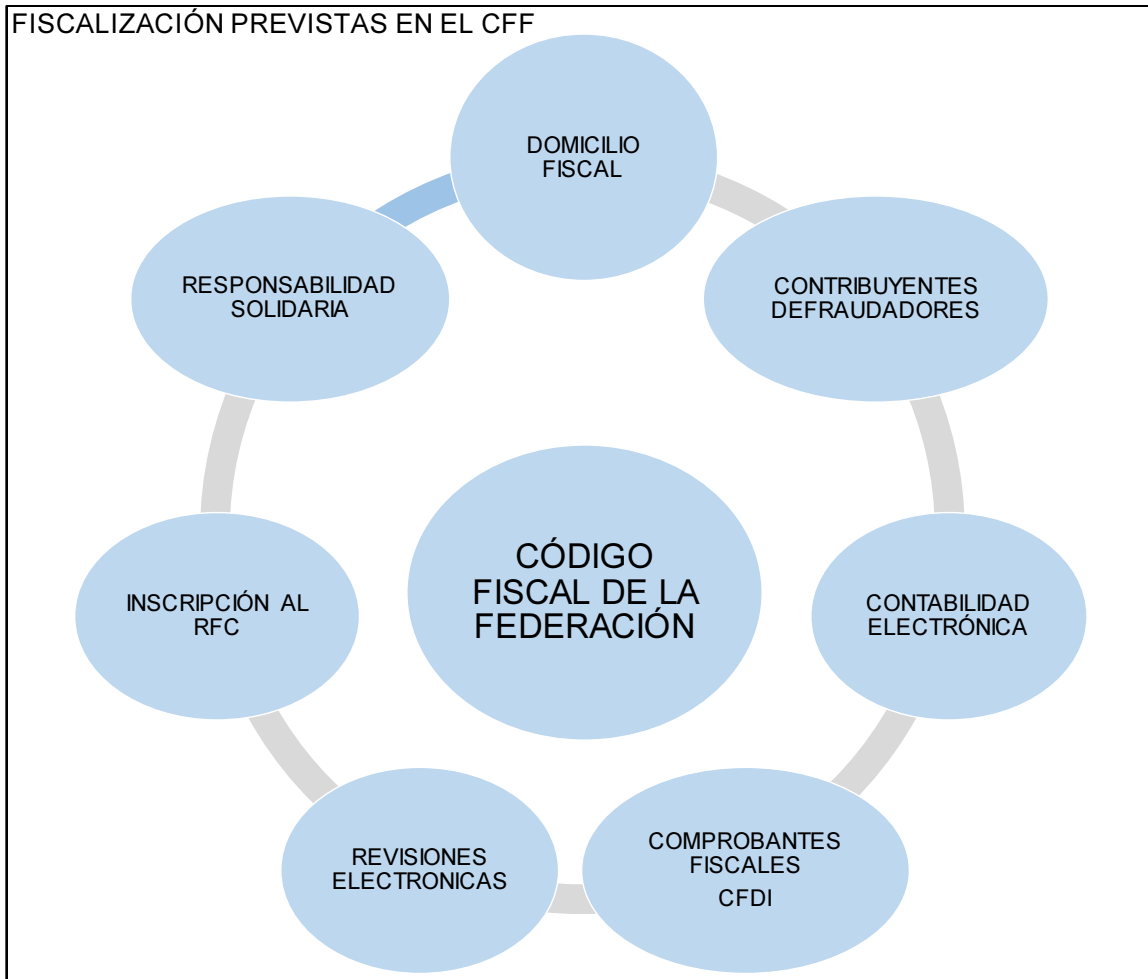 FISCALIZACIÓN PREVISTAS EN EL CFF
DOMICILIO
FISCAL
CONTRIBUYENTES
DEFRAUDADORES
CONTABILIDAD
ELECTRÓNICA
COMPROBANTES
FISCALES
CFDI
REVISIONES
ELECTRONICAS
INSCRIPCIÓN AL
RFC
RESPONSABILIDAD
SOLIDARIA
CÓDIGO
FISCAL DE LA
FEDERACIÓN